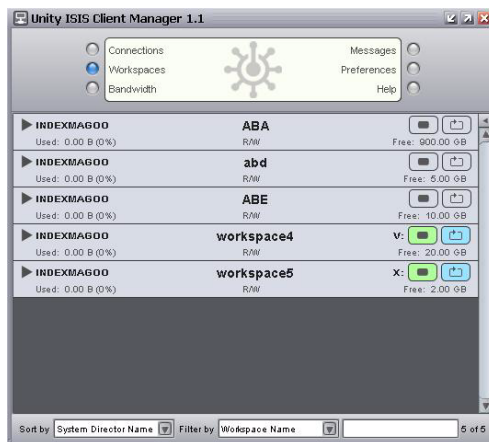 Unity ISIS Client Manager 1.1
Connections Messages
Workspaces Preferences
Bandwidth Help
INDEXMAGOO ABA
Used: 0.00 B (0%) R/W Free: 900.00 GB
INDEXMAGOO abd
Used: 0.00 B (0%) R/W Free: 5.00 GB
INDEXMAGOO ABE
Used: 0.00 B (0%) R/W Free: 10.00 GB
INDEXMAGOO workspace4 V:
Used: 0.00 B (0%) R/W Free: 20.00 GB
INDEXMAGOO workspace5 X:
Used: 0.00 B (0%) R/W Free: 2.00 GB
Sort by System Director Name Filter by Workspace Name 5 of 5